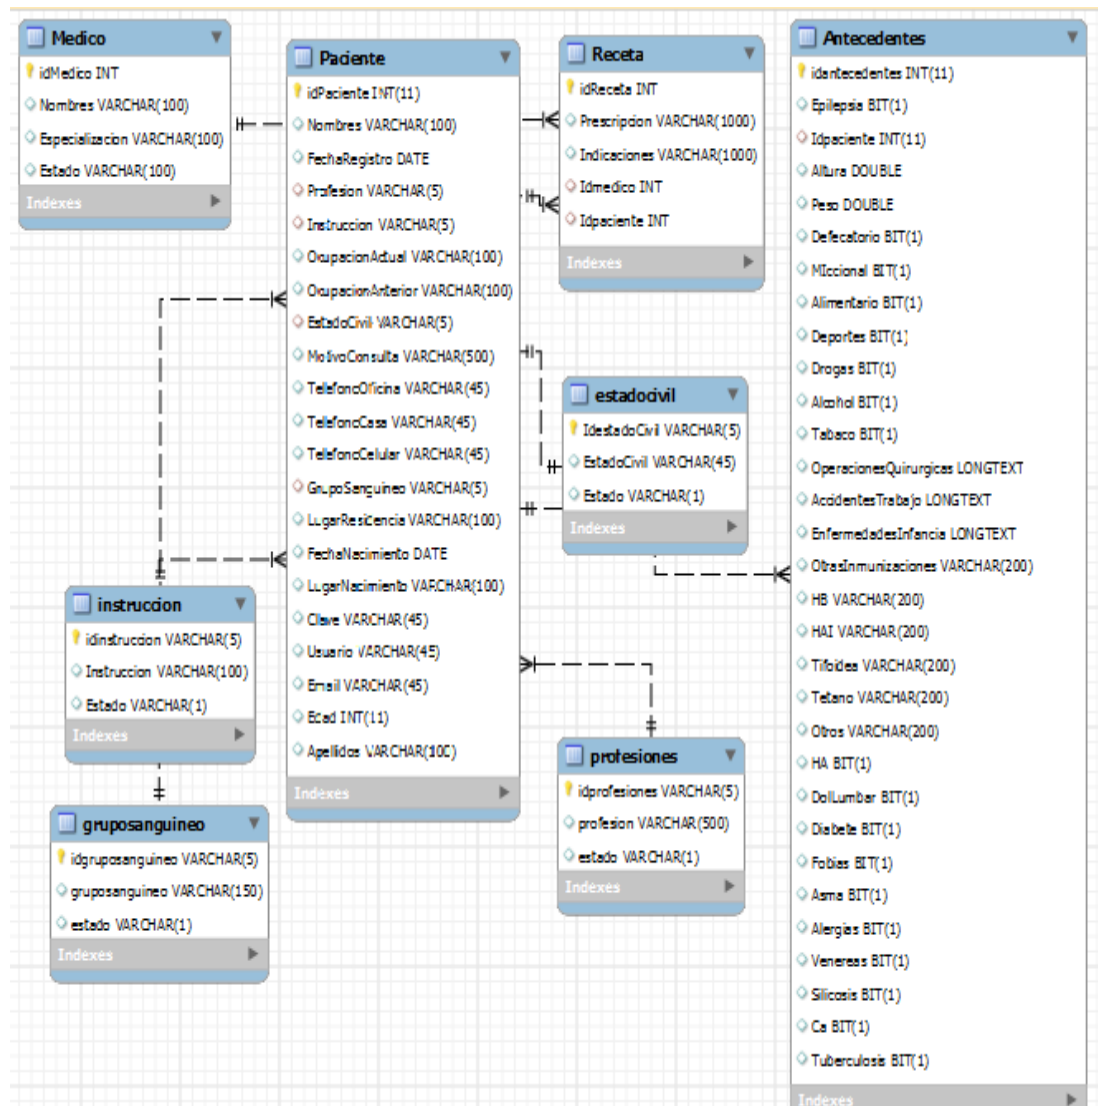 Medico
idMedico INT
Nombres VARCHAR(100)
Especializacion VARCHAR(100)
Estado VARCHAR(100)
Indexes
Paciente
idPaciente INT(11)
Nombres VARCHAR(100)
FechaRegistro DATE
Profesion VARCHAR(5)
Instruccion VARCHAR(5)
OcupacionActual VARCHAR(100)
OcupacionAnterior VARCHAR(100)
EstadoCivil VARCHAR(5)
MotivoConsulta VARCHAR(500)
TelefonoOficina VARCHAR(45)
TelefonoCasa VARCHAR(45)
TelefonoCelular VARCHAR(45)
GrupoSanguineo VARCHAR(5)
LugarResidencia VARCHAR(100)
FechaNacimiento DATE
LugarNacimiento VARCHAR(100)
Clave VARCHAR(45)
Usuario VARCHAR(45)
Email VARCHAR(45)
Edad INT(11)
Apellidos VARCHAR(100)
Indexes
Receta
idReceta INT
Prescripcion VARCHAR(1000)
Indicaciones VARCHAR(1000)
Idmedico INT
Idpaciente INT
Indexes
estadocivil
IdestadoCivil VARCHAR(5)
EstadoCivil VARCHAR(45)
Estado VARCHAR(1)
Indexes
instruccion
idinstruccion VARCHAR(5)
Instruccion VARCHAR(100)
Estado VARCHAR(1)
Indexes
gruposanguineo
idgruposanguineo VARCHAR(5)
gruposanguineo VARCHAR(150)
estado VARCHAR(1)
Indexes
profesiones
idprofesiones VARCHAR(5)
profesion VARCHAR(500)
estado VARCHAR(1)
Indexes
Antecedentes
idantecedentes INT(11)
Epilepsia BIT(1)
Idpaciente INT(11)
Altura DOUBLE
Peso DOUBLE
Defecatorio BIT(1)
MIccional BIT(1)
Alimentario BIT(1)
Deportes BIT(1)
Drogas BIT(1)
Alcohol BIT(1)
Tabaco BIT(1)
OperacionesQuirurgicas LONGTEXT
AccidentesTrabajo LONGTEXT
EnfermedadesInfancia LONGTEXT
OtrasInmunizaciones VARCHAR(200)
HB VARCHAR(200)
HAI VARCHAR(200)
Tifoidea VARCHAR(200)
Tetano VARCHAR(200)
Otros VARCHAR(200)
HA BIT(1)
DolLumbar BIT(1)
Diabete BIT(1)
Fobias BIT(1)
Asma BIT(1)
Alergias BIT(1)
Venereas BIT(1)
Silicosis BIT(1)
Ca BIT(1)
Tuberculosis BIT(1)
Indexes